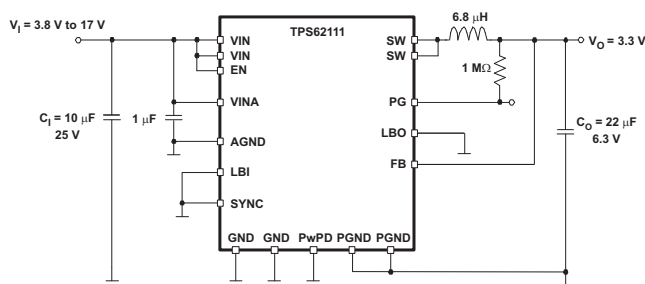 TPS62111
6.8 μH
V_I = 3.8 V to 17 V
VIN
VIN
EN
VINA
AGND
LBI
SYNC
SW
SW
PG
LBO
FB
V_O = 3.3 V
1 MΩ
C_I = 10 μF
25 V
1 μF
C_O = 22 μF
6.3 V
GND
GND
PwPD
PGND
PGND